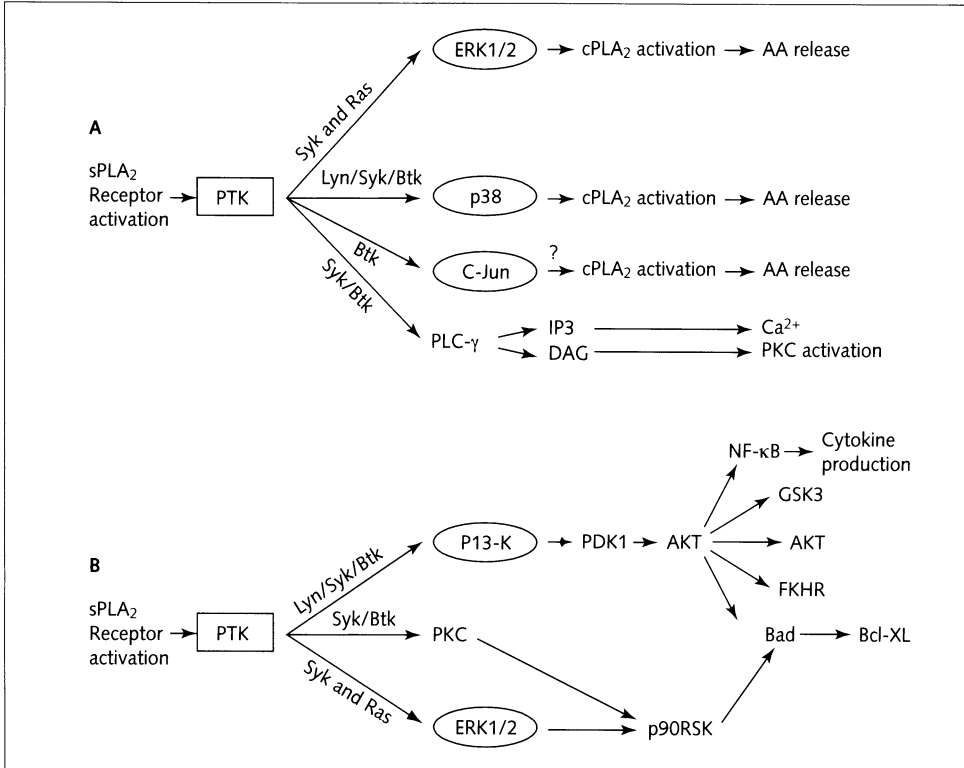 A
sPLA₂
Receptor
activation
PTK
Syk and Ras
ERK1/2
cPLA₂ activation
AA release
Lyn/Syk/Btk
p38
cPLA₂ activation
AA release
Btk
C-Jun
?
cPLA₂ activation
AA release
Syk/Btk
PLC-γ
IP3
Ca²⁺
DAG
PKC activation
B
sPLA₂
Receptor
activation
PTK
Lyn/Syk/Btk
P13-K
PDK1
AKT
NF-κB
Cytokine
production
GSK3
AKT
FKHR
Bad
Bcl-XL
Syk/Btk
PKC
Syk and Ras
ERK1/2
p90RSK